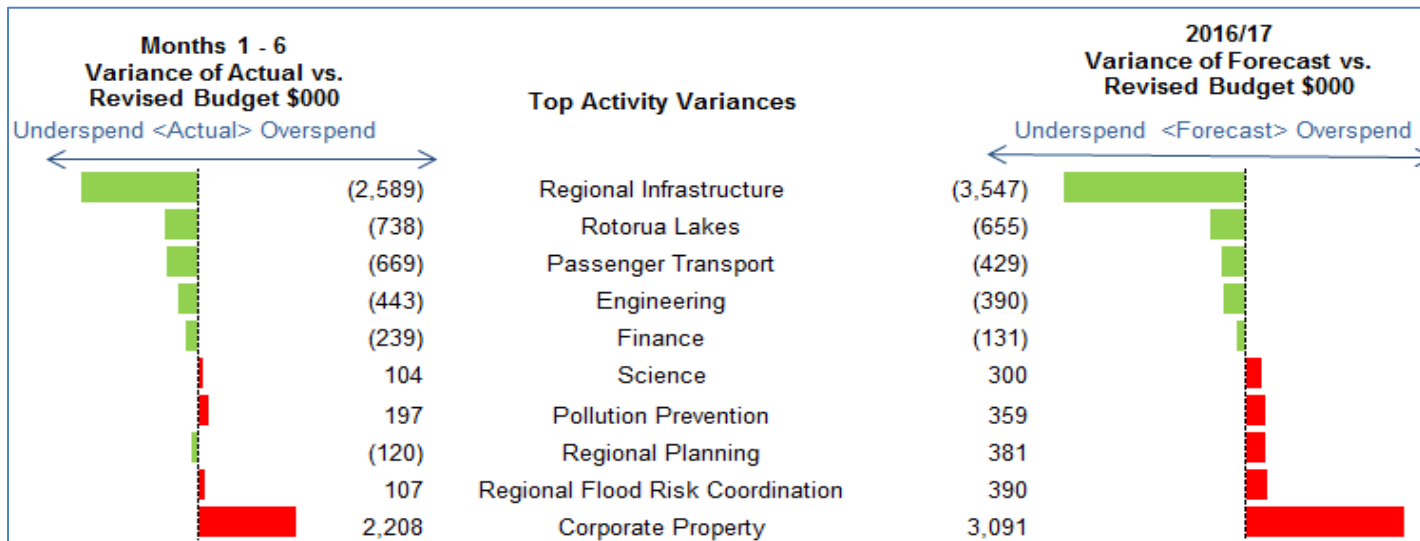 Months 1 - 6
Variance of Actual vs.
Revised Budget $000
Underspend <Actual> Overspend
Top Activity Variances
2016/17
Variance of Forecast vs.
Revised Budget $000
Underspend <Forecast> Overspend
(2,589) Regional Infrastructure (3,547)
(738) Rotorua Lakes (655)
(669) Passenger Transport (429)
(443) Engineering (390)
(239) Finance (131)
104 Science 300
197 Pollution Prevention 359
(120) Regional Planning 381
107 Regional Flood Risk Coordination 390
2,208 Corporate Property 3,091